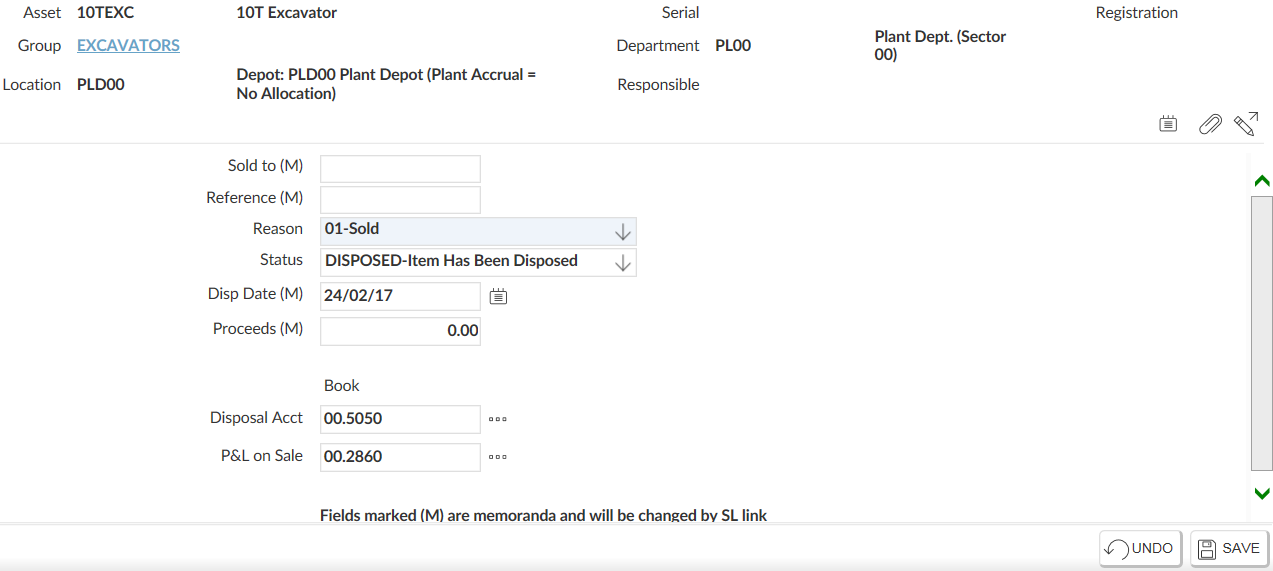 Asset 10TEXC 10T Excavator Serial Registration
Group EXCAVATORS Department PL00 Plant Dept. (Sector
00)
Location PLD00 Depot: PLD00 Plant Depot (Plant Accrual = Responsible
No Allocation)
Sold to (M)
Reference (M)
Reason 01-Sold
Status DISPOSED-Item Has Been Disposed
Disp Date (M) 24/02/17
Proceeds (M) 0.00
Book
Disposal Acct 00.5050
P&L on Sale 00.2860
Fields marked (M) are memoranda and will be changed by SL link
UNDO SAVE